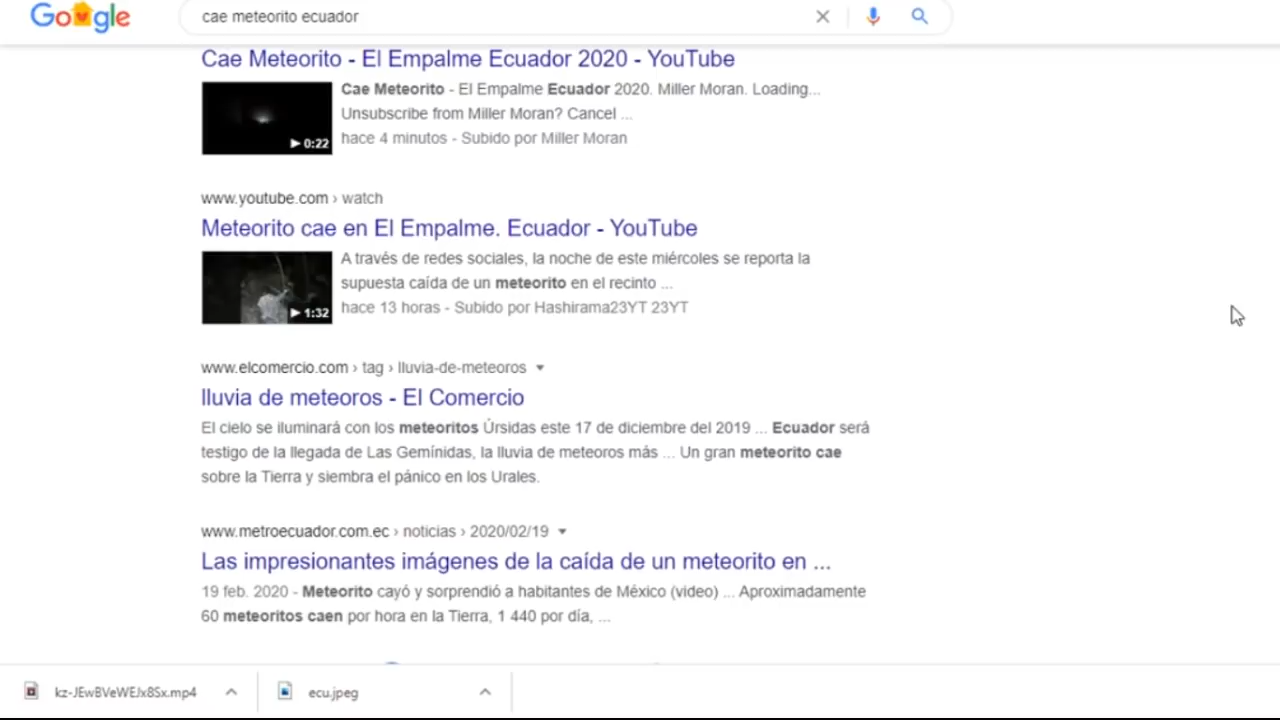 Google
cae meteorito ecuador
Cae Meteorito - El Empalme Ecuador 2020 - YouTube
Cae Meteorito - El Empalme Ecuador 2020. Miller Moran. Loading...
Unsubscribe from Miller Moran? Cancel ...
0:22
hace 4 minutos - Subido por Miller Moran
www.youtube.com › watch
Meteorito cae en El Empalme. Ecuador - YouTube
A través de redes sociales, la noche de este miércoles se reporta la
supuesta caída de un meteorito en el recinto ...
1:32
hace 13 horas - Subido por Hashirama23YT 23YT
www.elcomercio.com › tag › lluvia-de-meteoros
lluvia de meteoros - El Comercio
El cielo se iluminará con los meteoritos Úrsidas este 17 de diciembre del 2019 ... Ecuador será
testigo de la llegada de Las Gemínidas, la lluvia de meteoros más ... Un gran meteorito cae
sobre la Tierra y siembra el pánico en los Urales.
www.metroecuador.com.ec › noticias › 2020/02/19
Las impresionantes imágenes de la caída de un meteorito en ...
19 feb. 2020 - Meteorito cayó y sorprendió a habitantes de México (video) ... Aproximadamente
60 meteoritos caen por hora en la Tierra, 1 440 por día, ...
kz-JEwBVeWEJx8Sx.mp4
ecu.jpeg